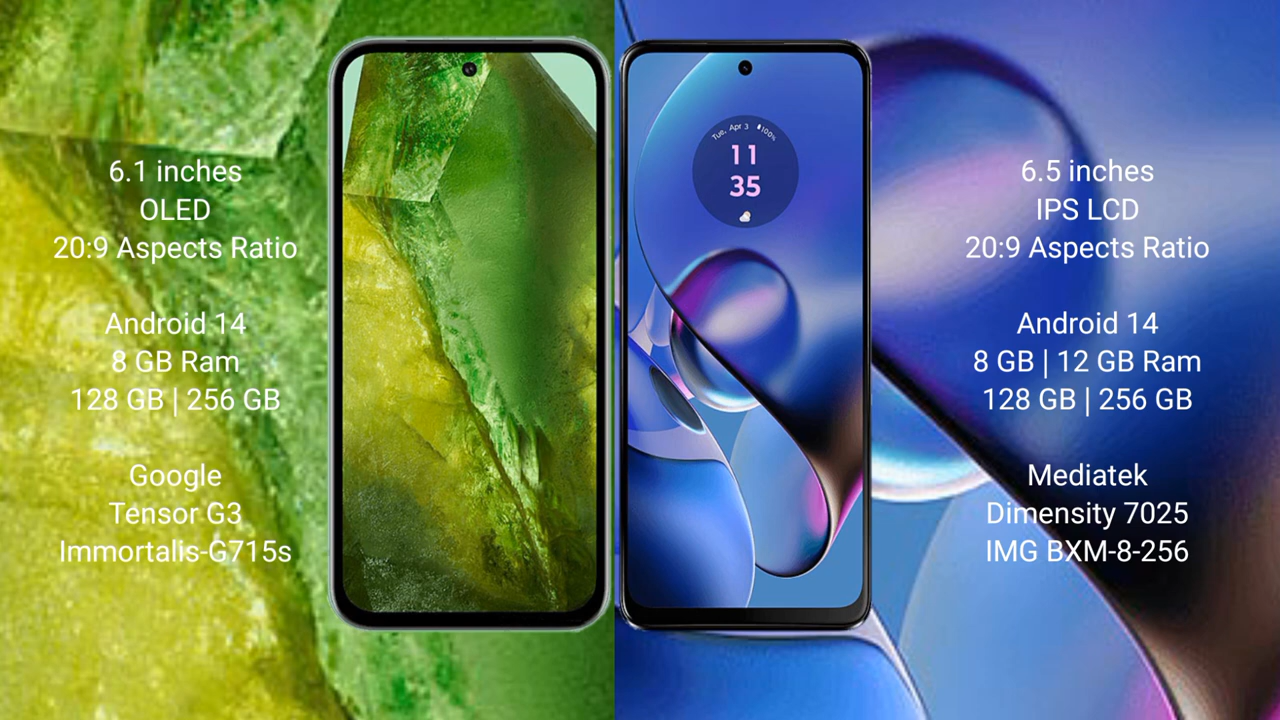 6.1 inches
OLED
20:9 Aspects Ratio
Android 14
8 GB Ram
128 GB | 256 GB
Google
Tensor G3
Immortalis-G715s
Tue, Apr 3 100%
11
35
6.5 inches
IPS LCD
20:9 Aspects Ratio
Android 14
8 GB | 12 GB Ram
128 GB | 256 GB
Mediatek
Dimensity 7025
IMG BXM-8-256